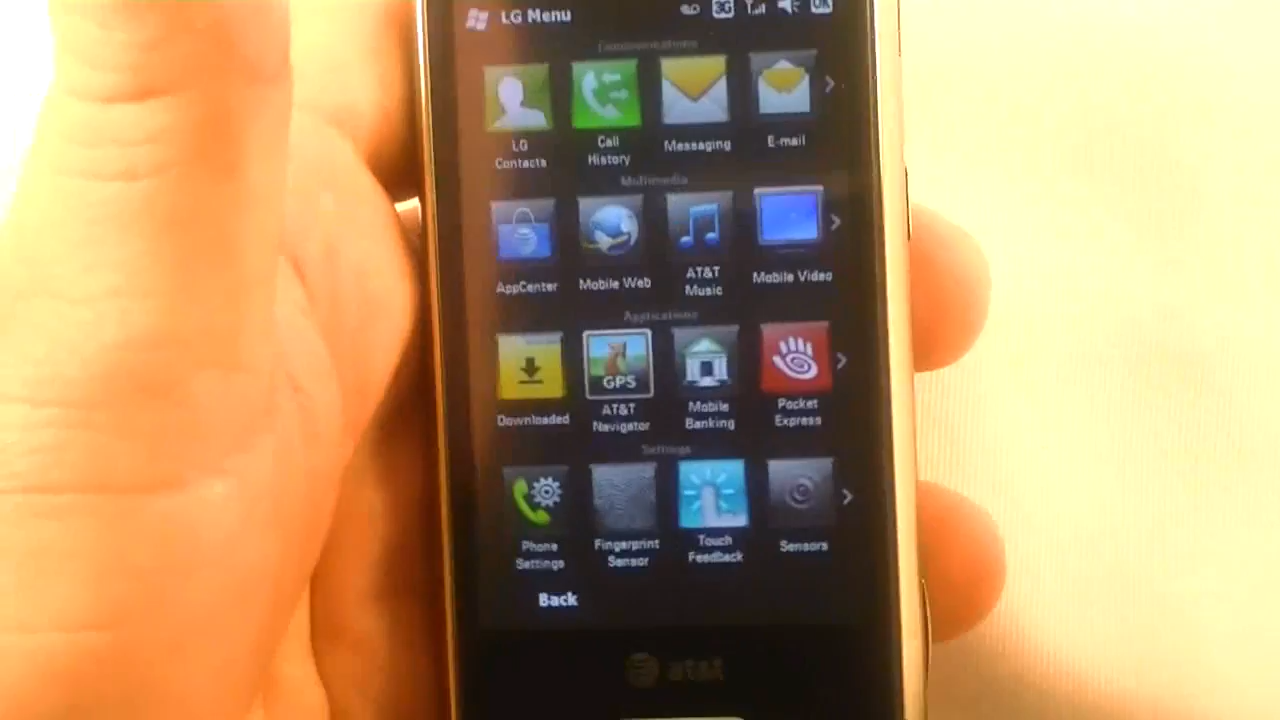 LG Menu
3G
OK
Communications
LG
Contacts
Call
History
Messaging
E-mail
Multimedia
AppCenter
Mobile Web
AT&T
Music
Mobile Video
Applications
Downloaded
GPS
AT&T
Navigator
Mobile
Banking
Pocket
Express
Settings
Phone
Settings
Fingerprint
Sensor
Touch
Feedback
Sensors
Back
at&t